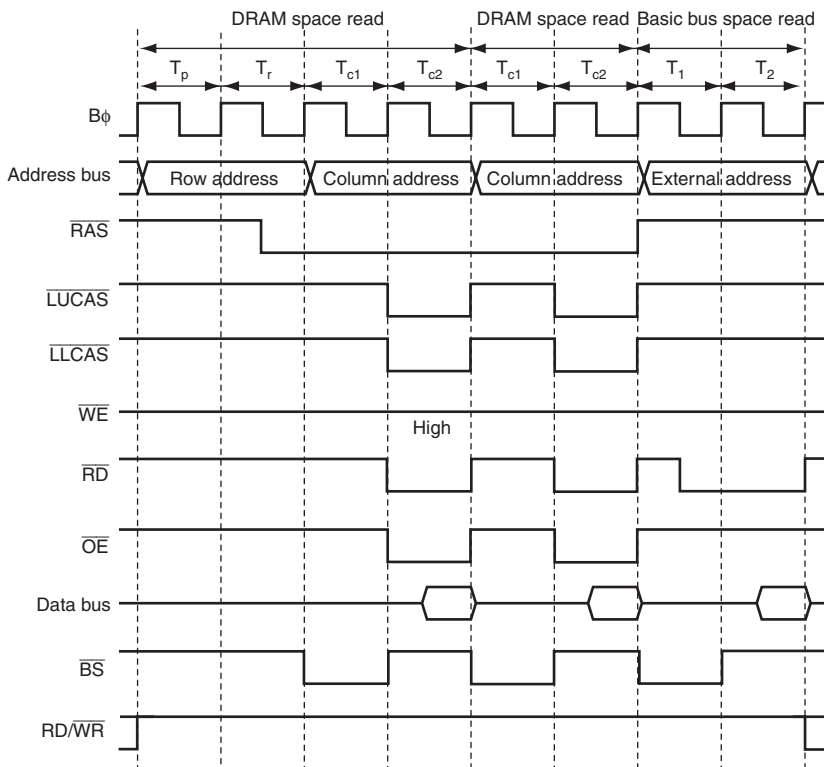 DRAM space read DRAM space read Basic bus space read
Tp Tr Tc1 Tc2 Tc1 Tc2 T1 T2
Bϕ
Address bus Row address Column address Column address External address
RAS
LUCAS
LLCAS
WE
High
RD
OE
Data bus
BS
RD/WR